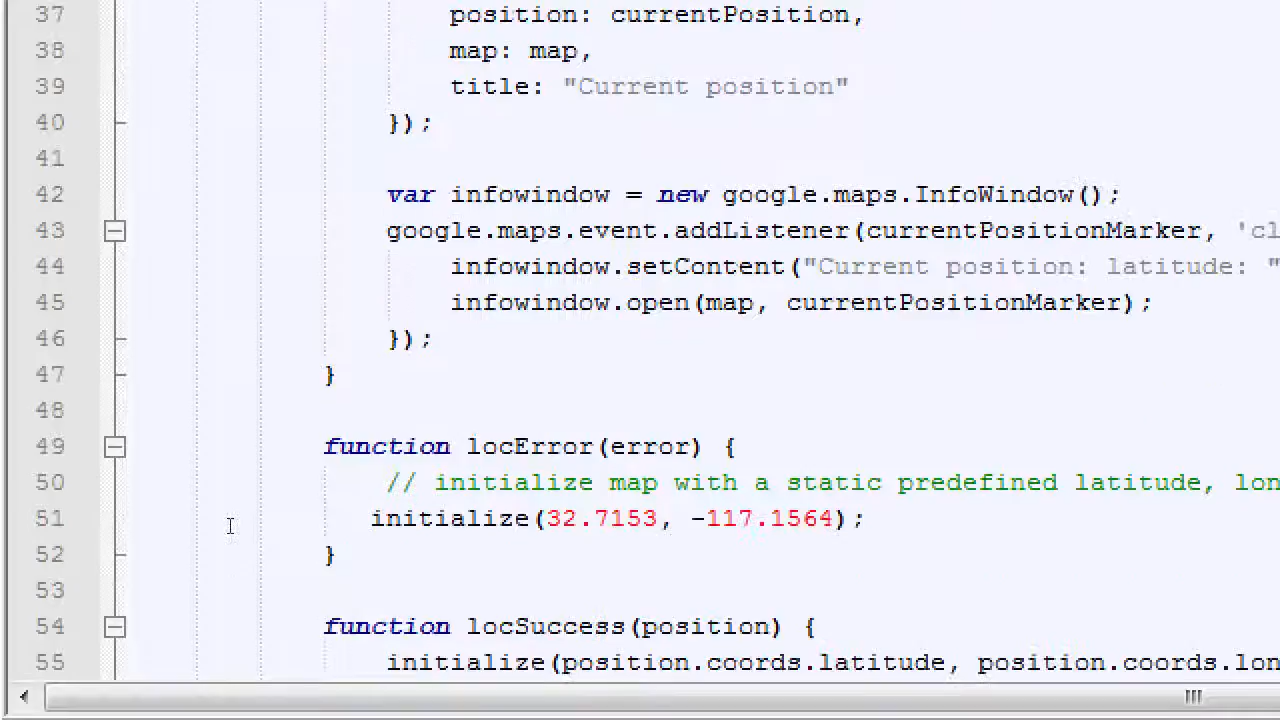 37 position: currentPosition,
38 map: map,
39 title: "Current position"
40 });
41
42 var infowindow = new google.maps.InfoWindow();
43 google.maps.event.addListener(currentPositionMarker, 'cl
44 infowindow.setContent("Current position: latitude: "
45 infowindow.open(map, currentPositionMarker);
46 });
47 }
48
49 function locError(error) {
50 // initialize map with a static predefined latitude, lon
51 initialize(32.7153, -117.1564);
52 }
53
54 function locSuccess(position) {
55 initialize(position.coords.latitude, position.coords.lon